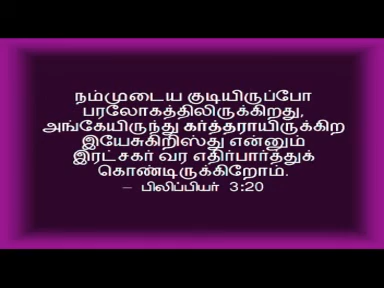 நம்முடைய குடியிருப்போ
பரலோகத்திலிருக்கிறது,
அங்கேயிருந்து கர்த்தராயிருக்கிற
இயேசுகிறிஸ்து என்னும்
இரட்சகர் வர எதிர்பார்த்துக்
கொண்டிருக்கிறோம்.
– பிலிப்பியர் 3:20